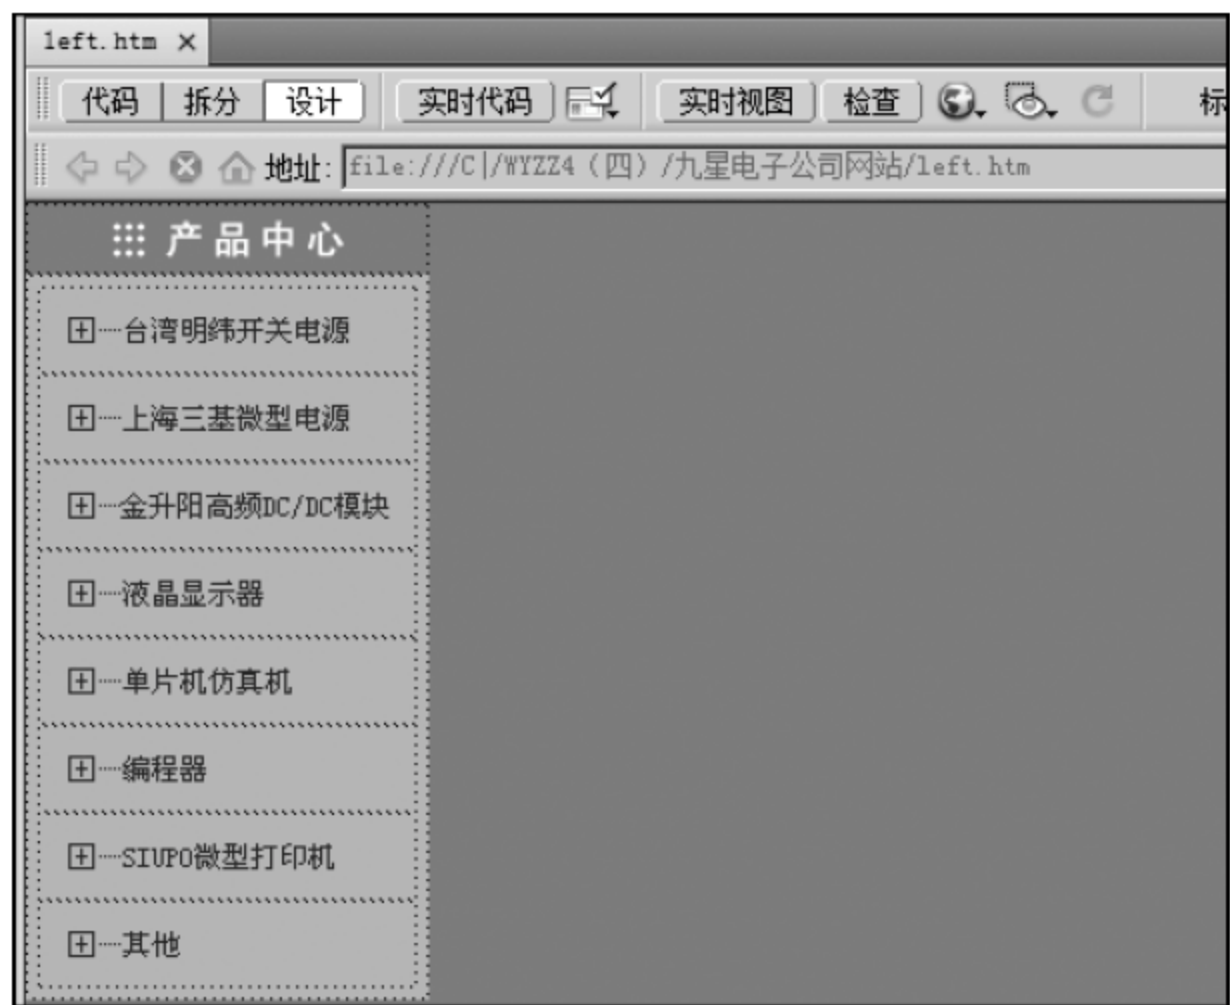 left.htm
代码 拆分 设计 实时代码 实时视图 检查 标
地址: file:///C|/WYZZ4（四）/九星电子公司网站/left.htm
产品中心
台湾明纬开关电源
上海三基微型电源
金升阳高频DC/DC模块
液晶显示器
单片机仿真机
编程器
SIUPO微型打印机
其他